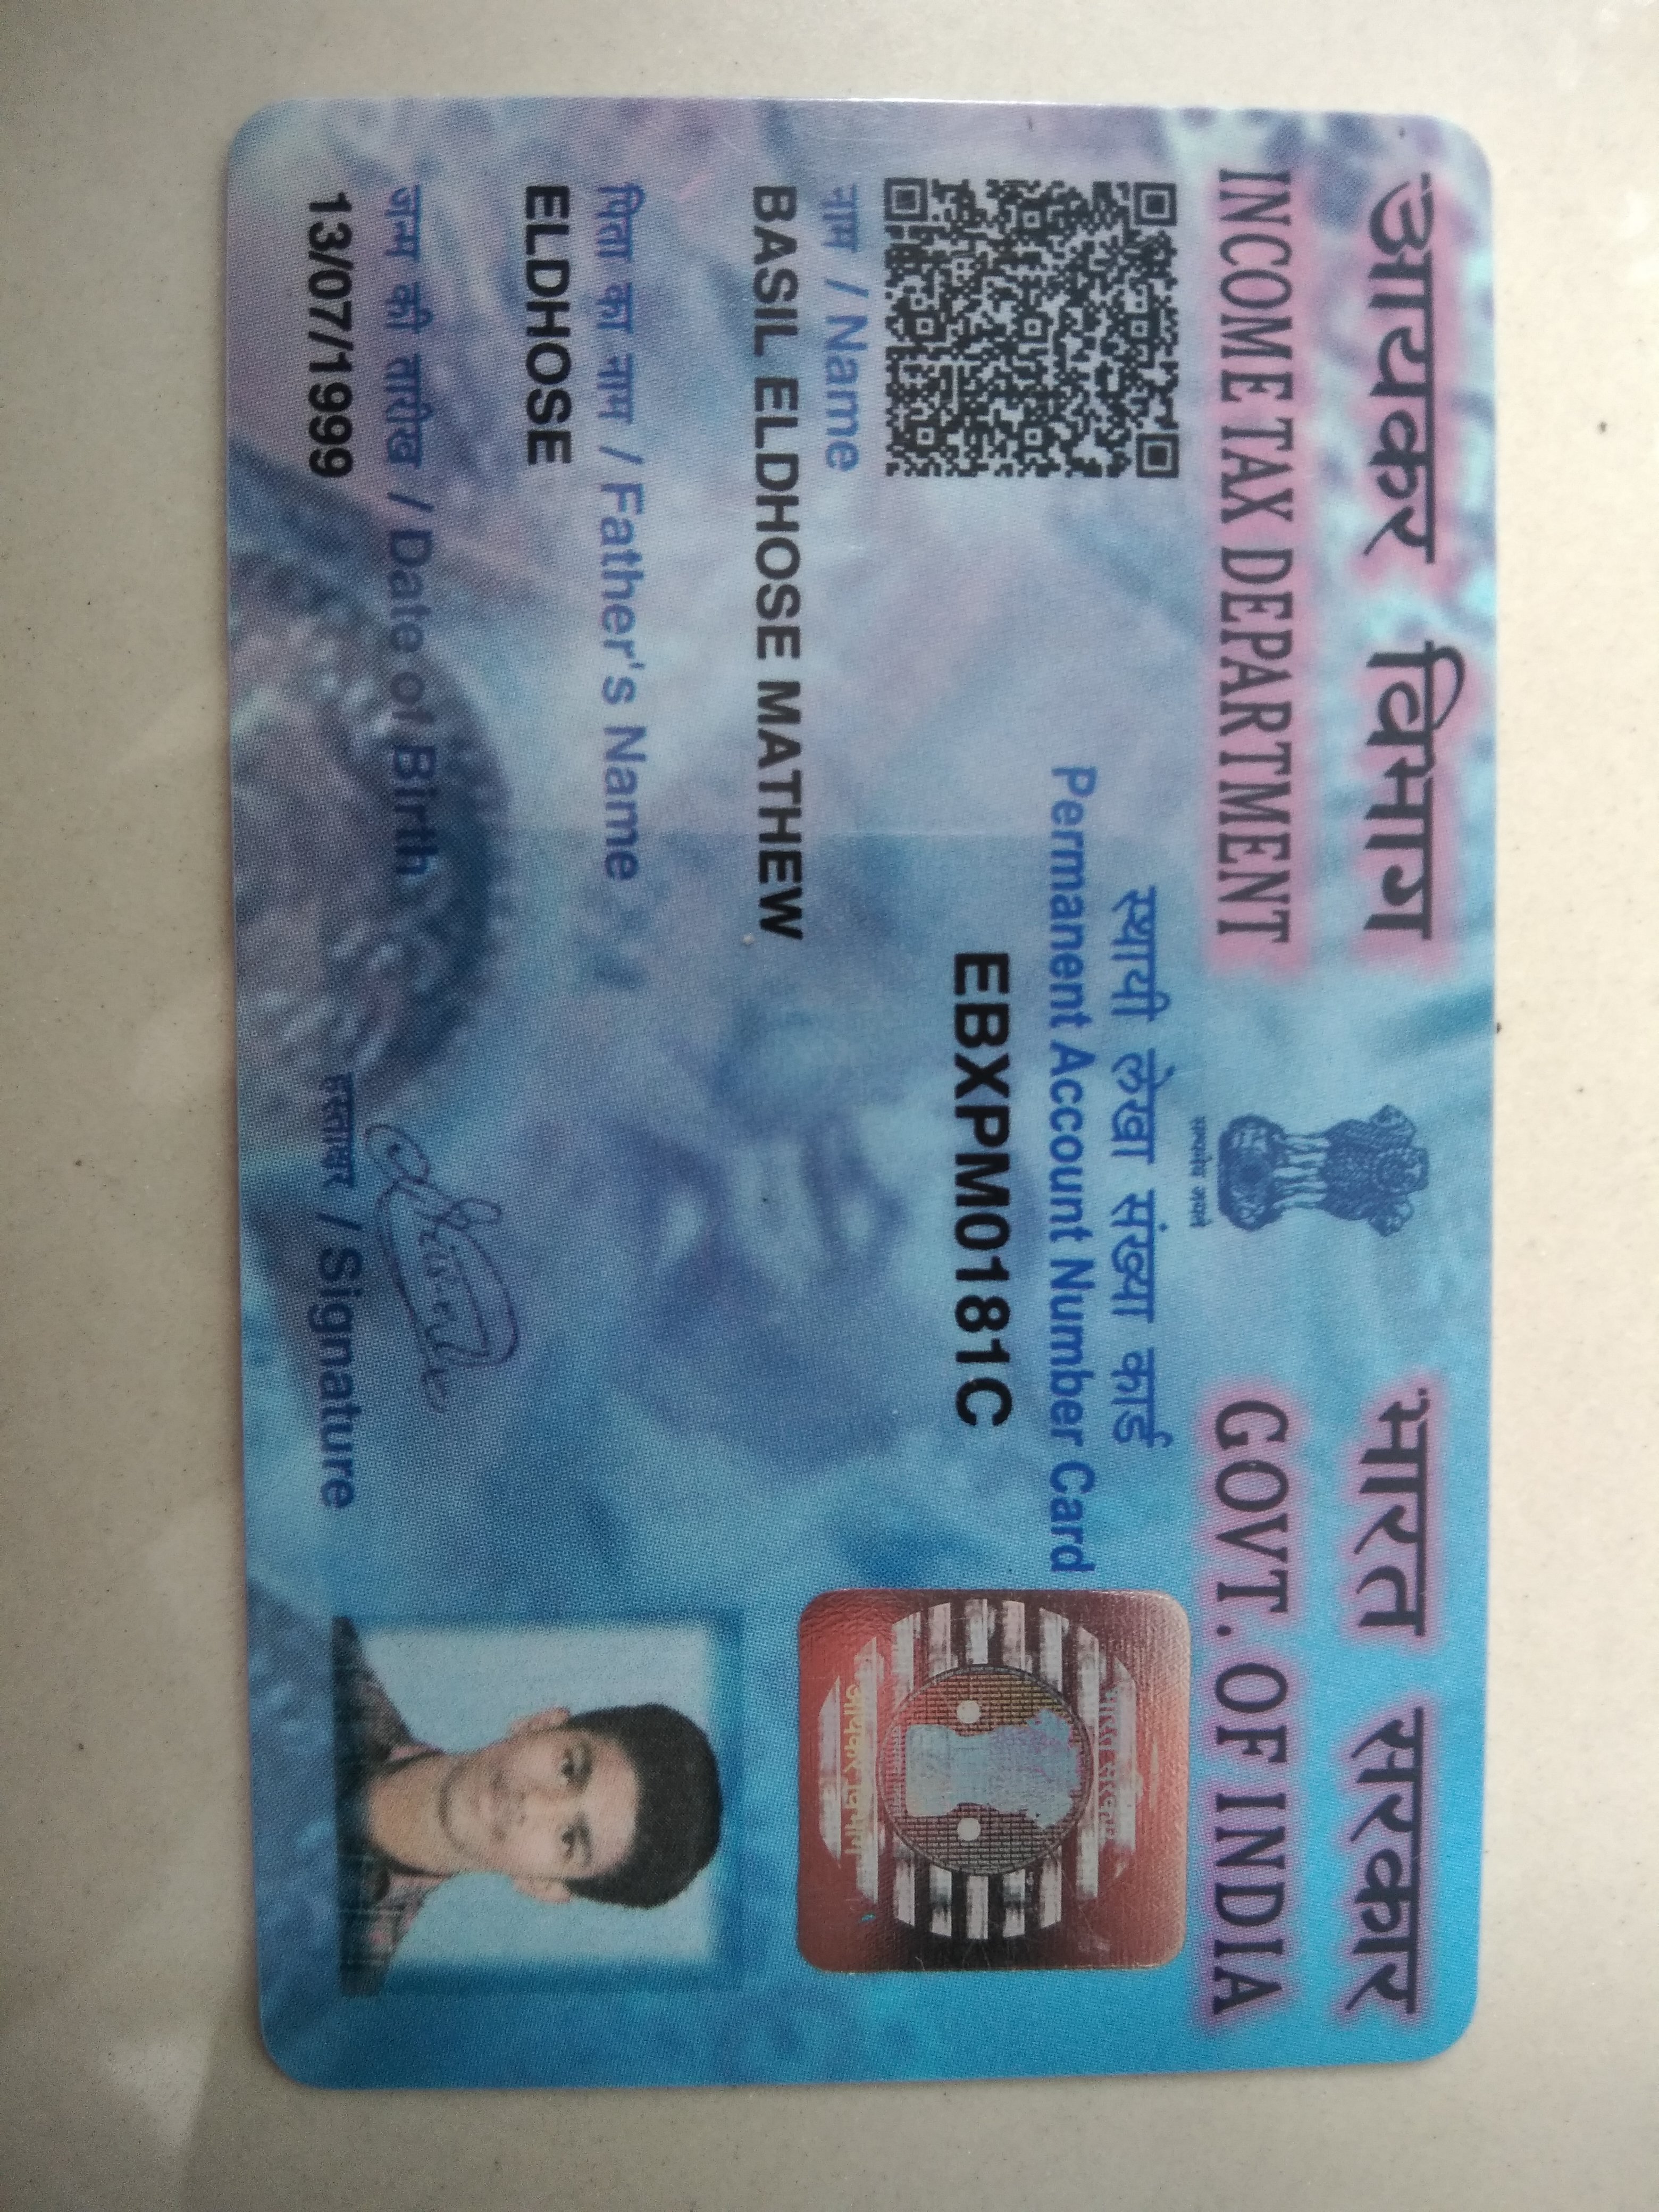 आयकर विभाग
INCOME TAX DEPARTMENT
सत्यमेव जयते
भारत सरकार
GOVT. OF INDIA
स्थायी लेखा संख्या कार्ड
Permanent Account Number Card
EBXPM0181C
भारत सरकार
आयकर विभाग
नाम / Name
BASIL ELDHOSE MATHEW
पिता का नाम / Father's Name
ELDHOSE
जन्म की तारीख / Date of Birth
13/07/1999
हस्ताक्षर / Signature